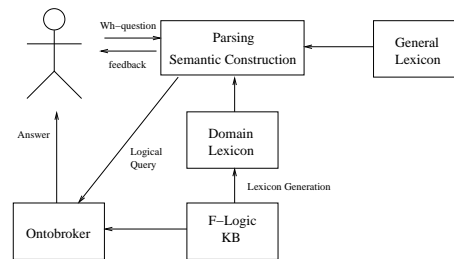 Wh-question
feedback
Parsing
Semantic Construction
General
Lexicon
Answer
Logical
Query
Domain
Lexicon
Lexicon Generation
Ontobroker
F-Logic
KB